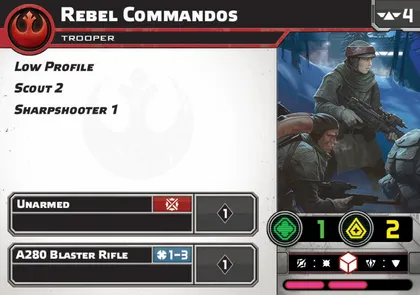 Rebel Commandos
4
Trooper
Low Profile
Scout 2
Sharpshooter 1
Unarmed
1
1
2
A280 Blaster Rifle
1-3
1